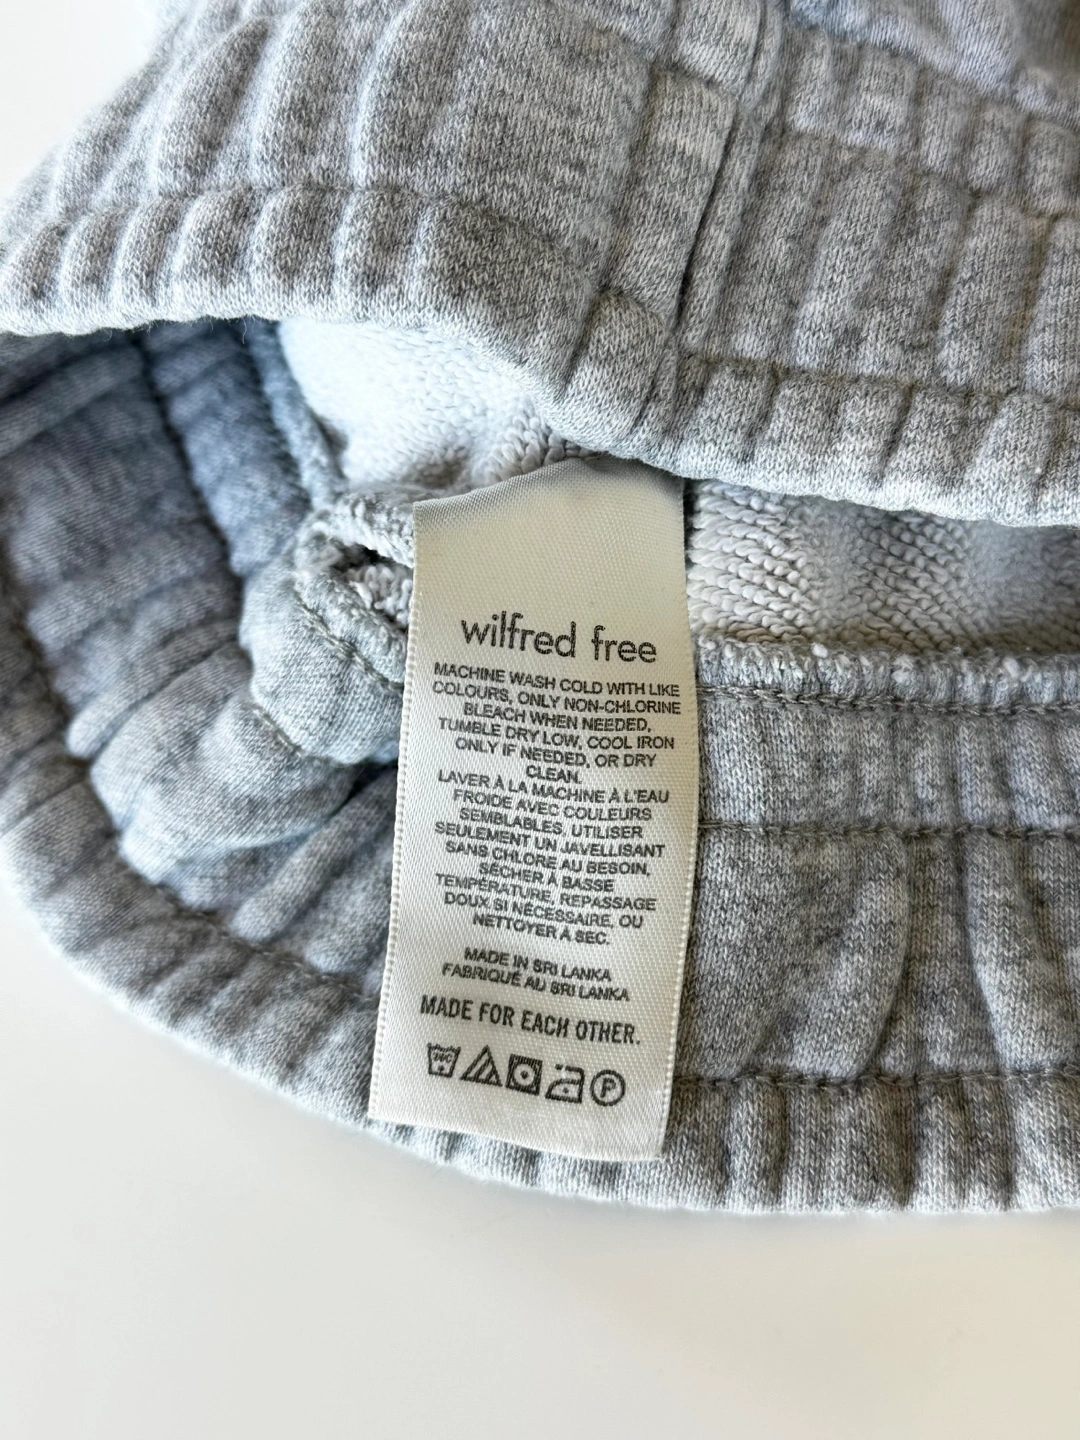 wilfred free
MACHINE WASH COLD WITH LIKE
COLOURS, ONLY NON-CHLORINE
BLEACH WHEN NEEDED,
TUMBLE DRY LOW, COOL IRON
ONLY IF NEEDED, OR DRY
CLEAN.
LAVER À LA MACHINE À L'EAU
FROIDE AVEC COULEURS
SEMBLABLES, UTILISER
SEULEMENT UN JAVELLISANT
SANS CHLORE AU BESOIN,
SÉCHER À BASSE
TEMPÉRATURE, REPASSAGE
DOUX SI NÉCESSAIRE, OU
NETTOYER À SEC.
MADE IN SRI LANKA
FABRIQUÉ AU SRI LANKA
MADE FOR EACH OTHER.
30C P